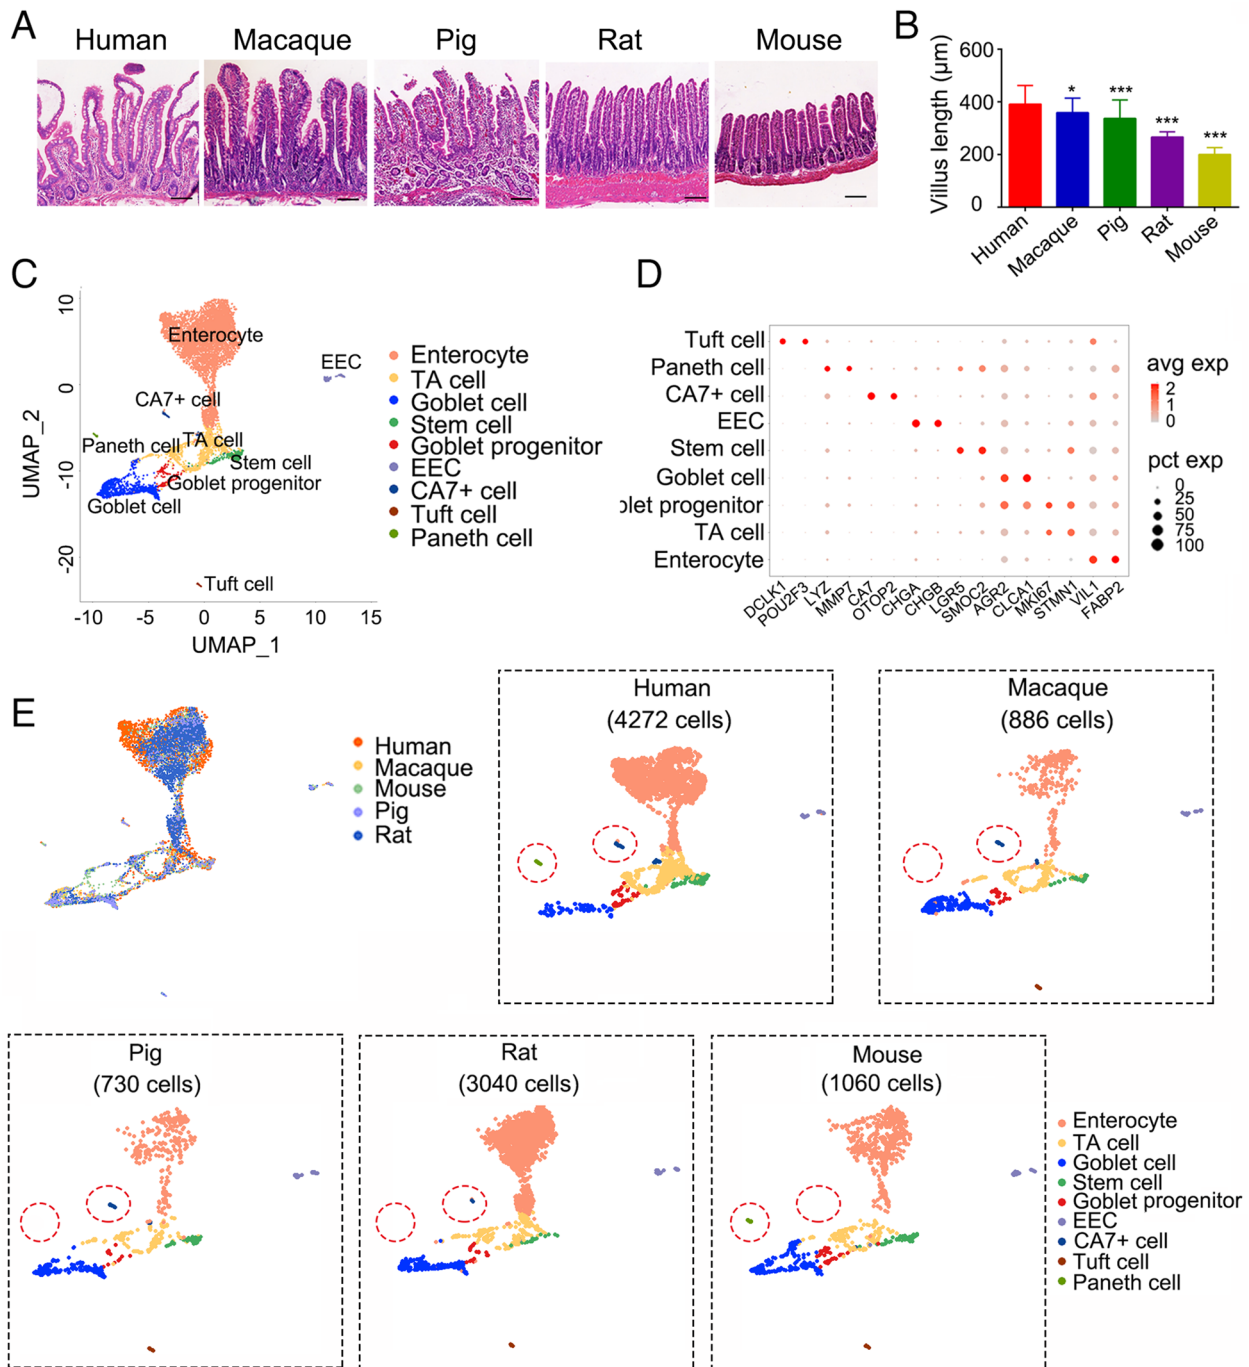 A
Human
Macaque
Pig
Rat
Mouse
B
Villus length (μm)
600
400
200
0
*
***
***
***
Human
Macaque
Pig
Rat
Mouse
C
UMAP_2
10
0
-10
-20
Enterocyte
EEC
CA7+ cell
Paneth cell
TA cell
Stem cell
Goblet progenitor
Goblet cell
Tuft cell
-10
-5
0
5
10
15
UMAP_1
Enterocyte
TA cell
Goblet cell
Stem cell
Goblet progenitor
EEC
CA7+ cell
Tuft cell
Paneth cell
D
Tuft cell
Paneth cell
CA7+ cell
EEC
Stem cell
Goblet cell
blet progenitor
TA cell
Enterocyte
DCLK1
POU2F3
LYZ
MMP7
CA7
OTOP2
CHGA
CHGB
LGR5
SMOC2
AGR2
CLCA1
MKI67
STMN1
VIL1
FABP2
avg exp
2
1
0
pct exp
0
25
50
75
100
E
Human
Macaque
Mouse
Pig
Rat
Human
(4272 cells)
Macaque
(886 cells)
Pig
(730 cells)
Rat
(3040 cells)
Mouse
(1060 cells)
Enterocyte
TA cell
Goblet cell
Stem cell
Goblet progenitor
EEC
CA7+ cell
Tuft cell
Paneth cell